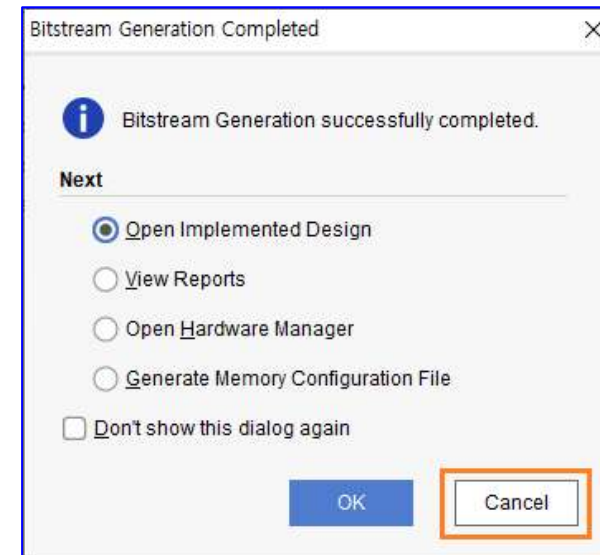 Bitstream Generation Completed
Bitstream Generation successfully completed.
Next
Open Implemented Design
View Reports
Open Hardware Manager
Generate Memory Configuration File
Don't show this dialog again
OK Cancel